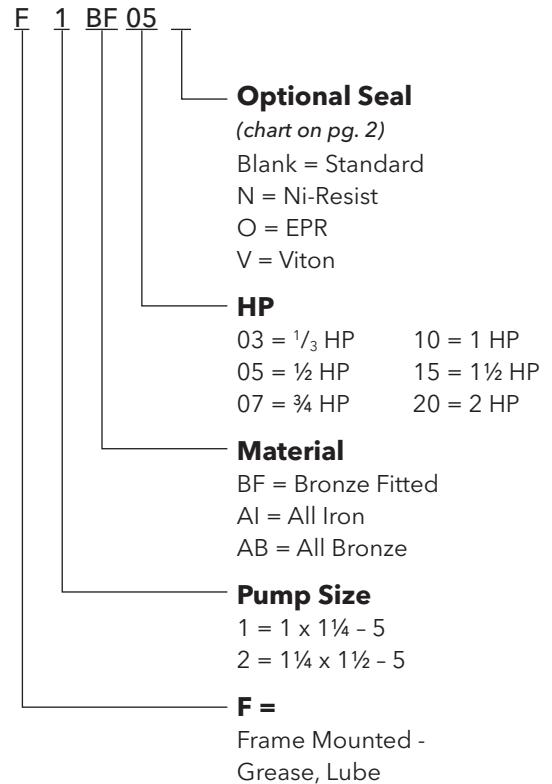 F 1 BF 05 _
Optional Seal
(chart on pg. 2)
Blank = Standard
N = Ni-Resist
O = EPR
V = Viton
HP
03 = 1/3 HP 10 = 1 HP
05 = ½ HP 15 = 1½ HP
07 = ¾ HP 20 = 2 HP
Material
BF = Bronze Fitted
AI = All Iron
AB = All Bronze
Pump Size
1 = 1 x 1¼ – 5
2 = 1¼ x 1½ – 5
F =
Frame Mounted -
Grease, Lube